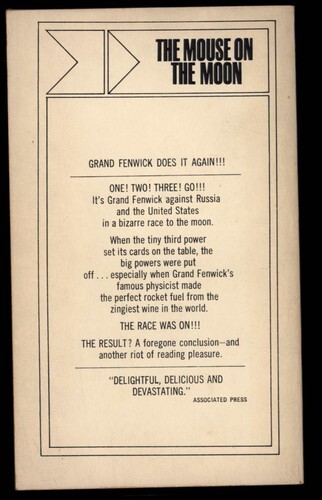 THE MOUSE ON
THE MOON
GRAND FENWICK DOES IT AGAIN!!!
ONE! TWO! THREE! GO!!!
It's Grand Fenwick against Russia
and the United States
in a bizarre race to the moon.
When the tiny third power
set its cards on the table, the
big powers were put
off ... especially when Grand Fenwick's
famous physicist made
the perfect rocket fuel from the
zingiest wine in the world.
THE RACE WAS ON!!!
THE RESULT? A foregone conclusion—and
another riot of reading pleasure.
"DELIGHTFUL, DELICIOUS AND
DEVASTATING."
ASSOCIATED PRESS